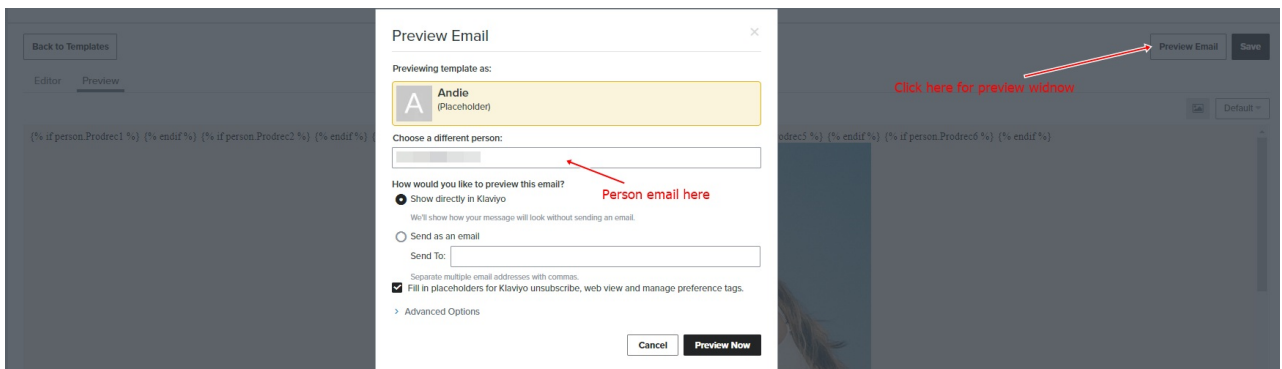 Preview Email
×
Back to Templates
Preview Email
Save
Editor
Preview
Previewing template as:
A
Andie
(Placeholder)
Click here for preview widnow
Default
{% if person.Prodrec1 %} {% endif %} {% if person.Prodrec2 %} {% endif %}
Choose a different person:
{% endif %} {% if person.Prodrec6 %} {% endif %}
How would you like to preview this email?
Person email here
Show directly in Klaviyo
We'll show how your message will look without sending an email.
Send as an email
Send To:
Separate multiple email addresses with commas.
Fill in placeholders for Klaviyo unsubscribe, web view and manage preference tags.
> Advanced Options
Cancel
Preview Now